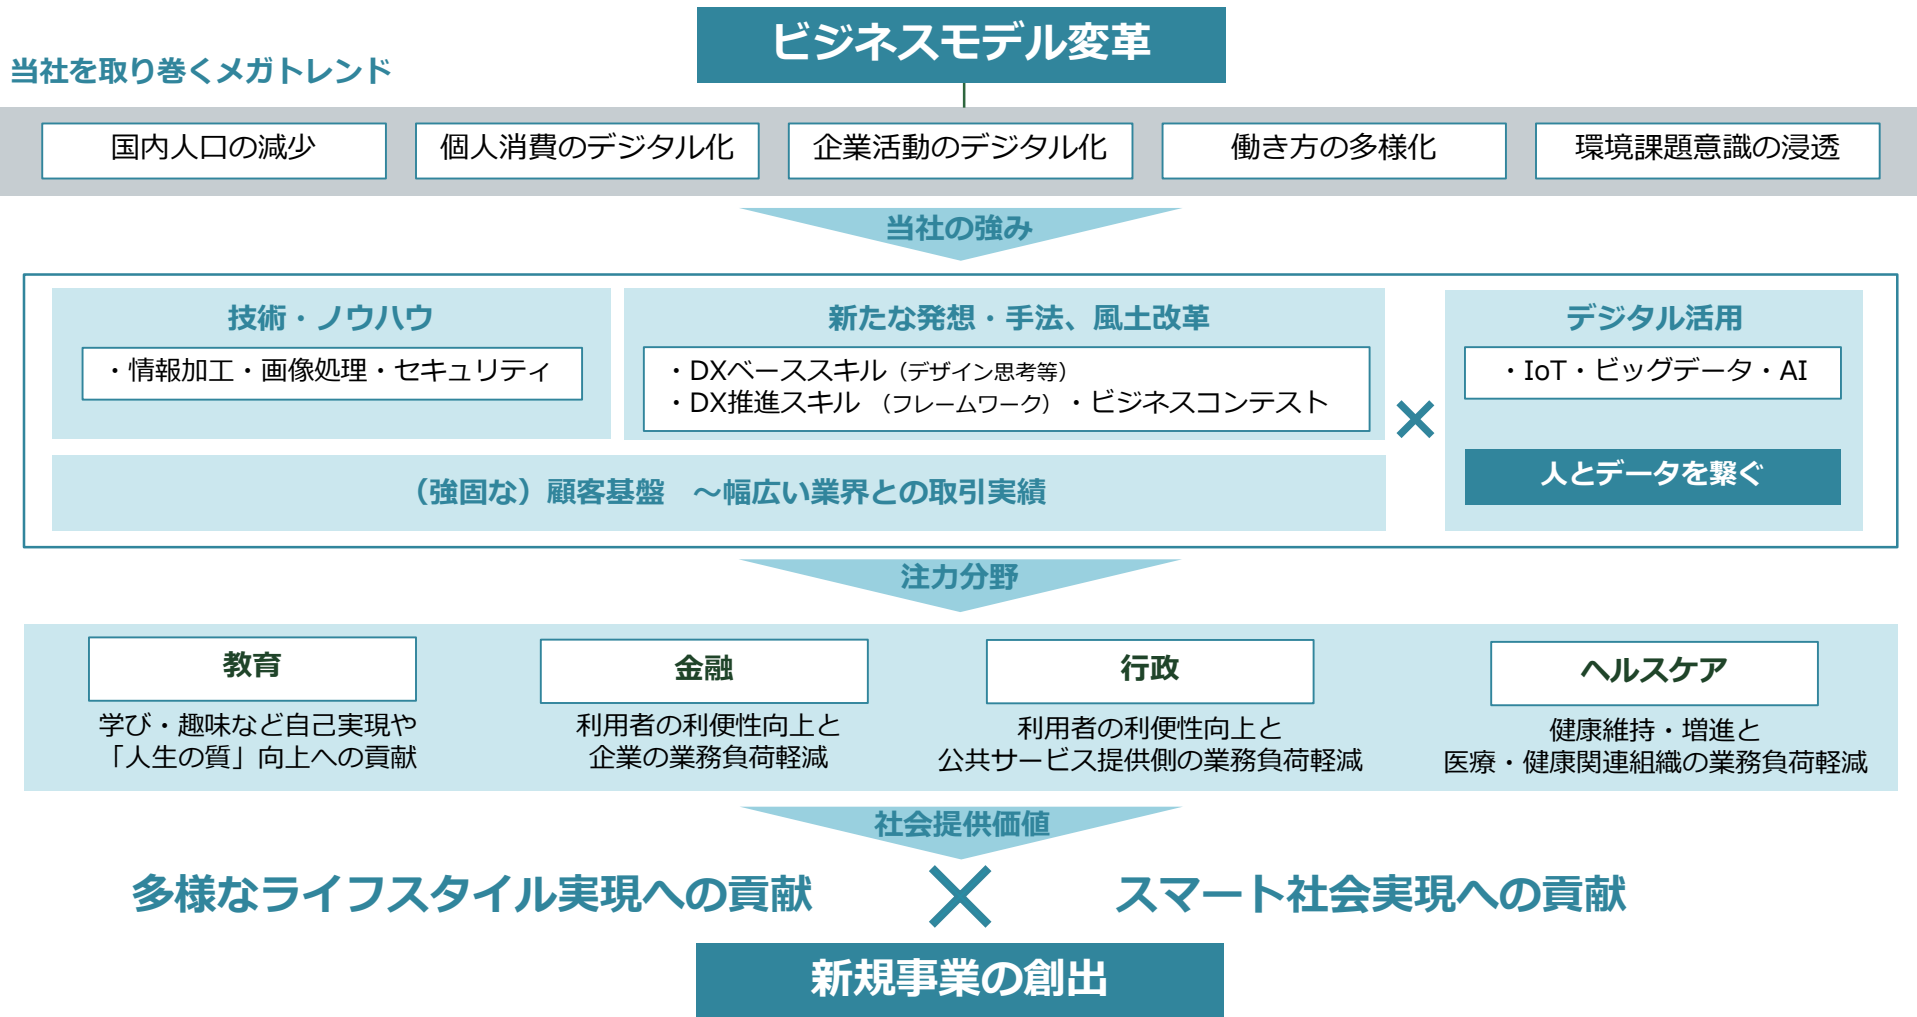 ビジネスモデル変革
当社を取り巻くメガトレンド
国内人口の減少
個人消費のデジタル化
企業活動のデジタル化
働き方の多様化
環境課題意識の浸透
当社の強み
技術・ノウハウ
・情報加工・画像処理・セキュリティ
新たな発想・手法、風土改革
・DXベーススキル（デザイン思考等）
・DX推進スキル （フレームワーク）・ビジネスコンテスト
（強固な）顧客基盤　～幅広い業界との取引実績
×
デジタル活用
・IoT・ビッグデータ・AI
人とデータを繋ぐ
注力分野
教育
学び・趣味など自己実現や
「人生の質」向上への貢献
金融
利用者の利便性向上と
企業の業務負荷軽減
行政
利用者の利便性向上と
公共サービス提供側の業務負荷軽減
ヘルスケア
健康維持・増進と
医療・健康関連組織の業務負荷軽減
社会提供価値
多様なライフスタイル実現への貢献 × スマート社会実現への貢献
新規事業の創出